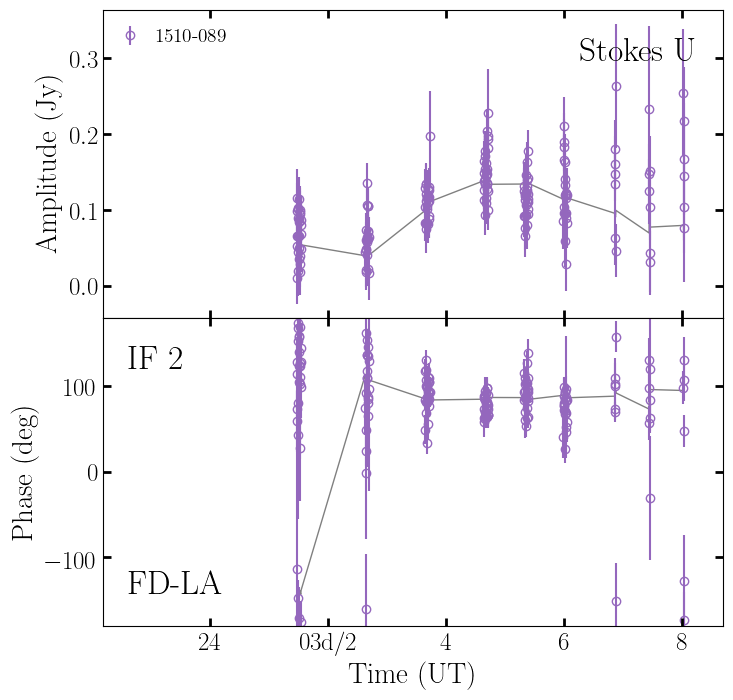 1510-089
Stokes U
0.3
0.2
0.1
0.0
Amplitude (Jy)
IF 2
100
0
−100
Phase (deg)
FD-LA
24 03d/2 4 6 8
Time (UT)